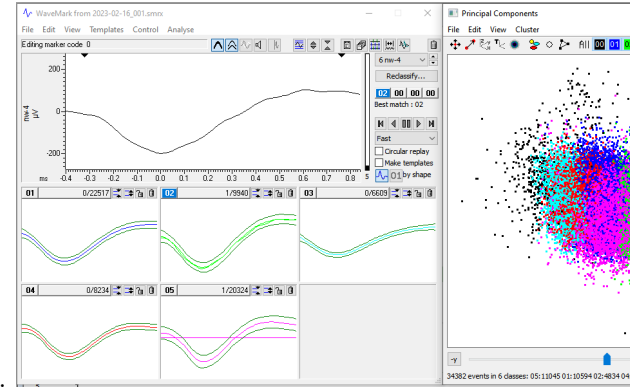 WaveMark from 2023-02-16_001.smrx
File Edit View Templates Control Analyse
Editing marker code 0
200
0
-200
nw-4
µV
ms -0.4 -0.3 -0.2 -0.1 0.0 0.1 0.2 0.3 0.4 0.5 0.6 0.7 0.8 s
6 nw-4
Reclassify...
02 00 00 00
Best match : 02
Fast
Circular replay
Make templates
01 by shape
01 0/22517
02 1/9940
03 0/6609
04 0/8234
05 1/20324
Principal Components
File Edit View Cluster
All 00 01
-y
34382 events in 6 classes: 05:11045 01:10594 02:4834 04